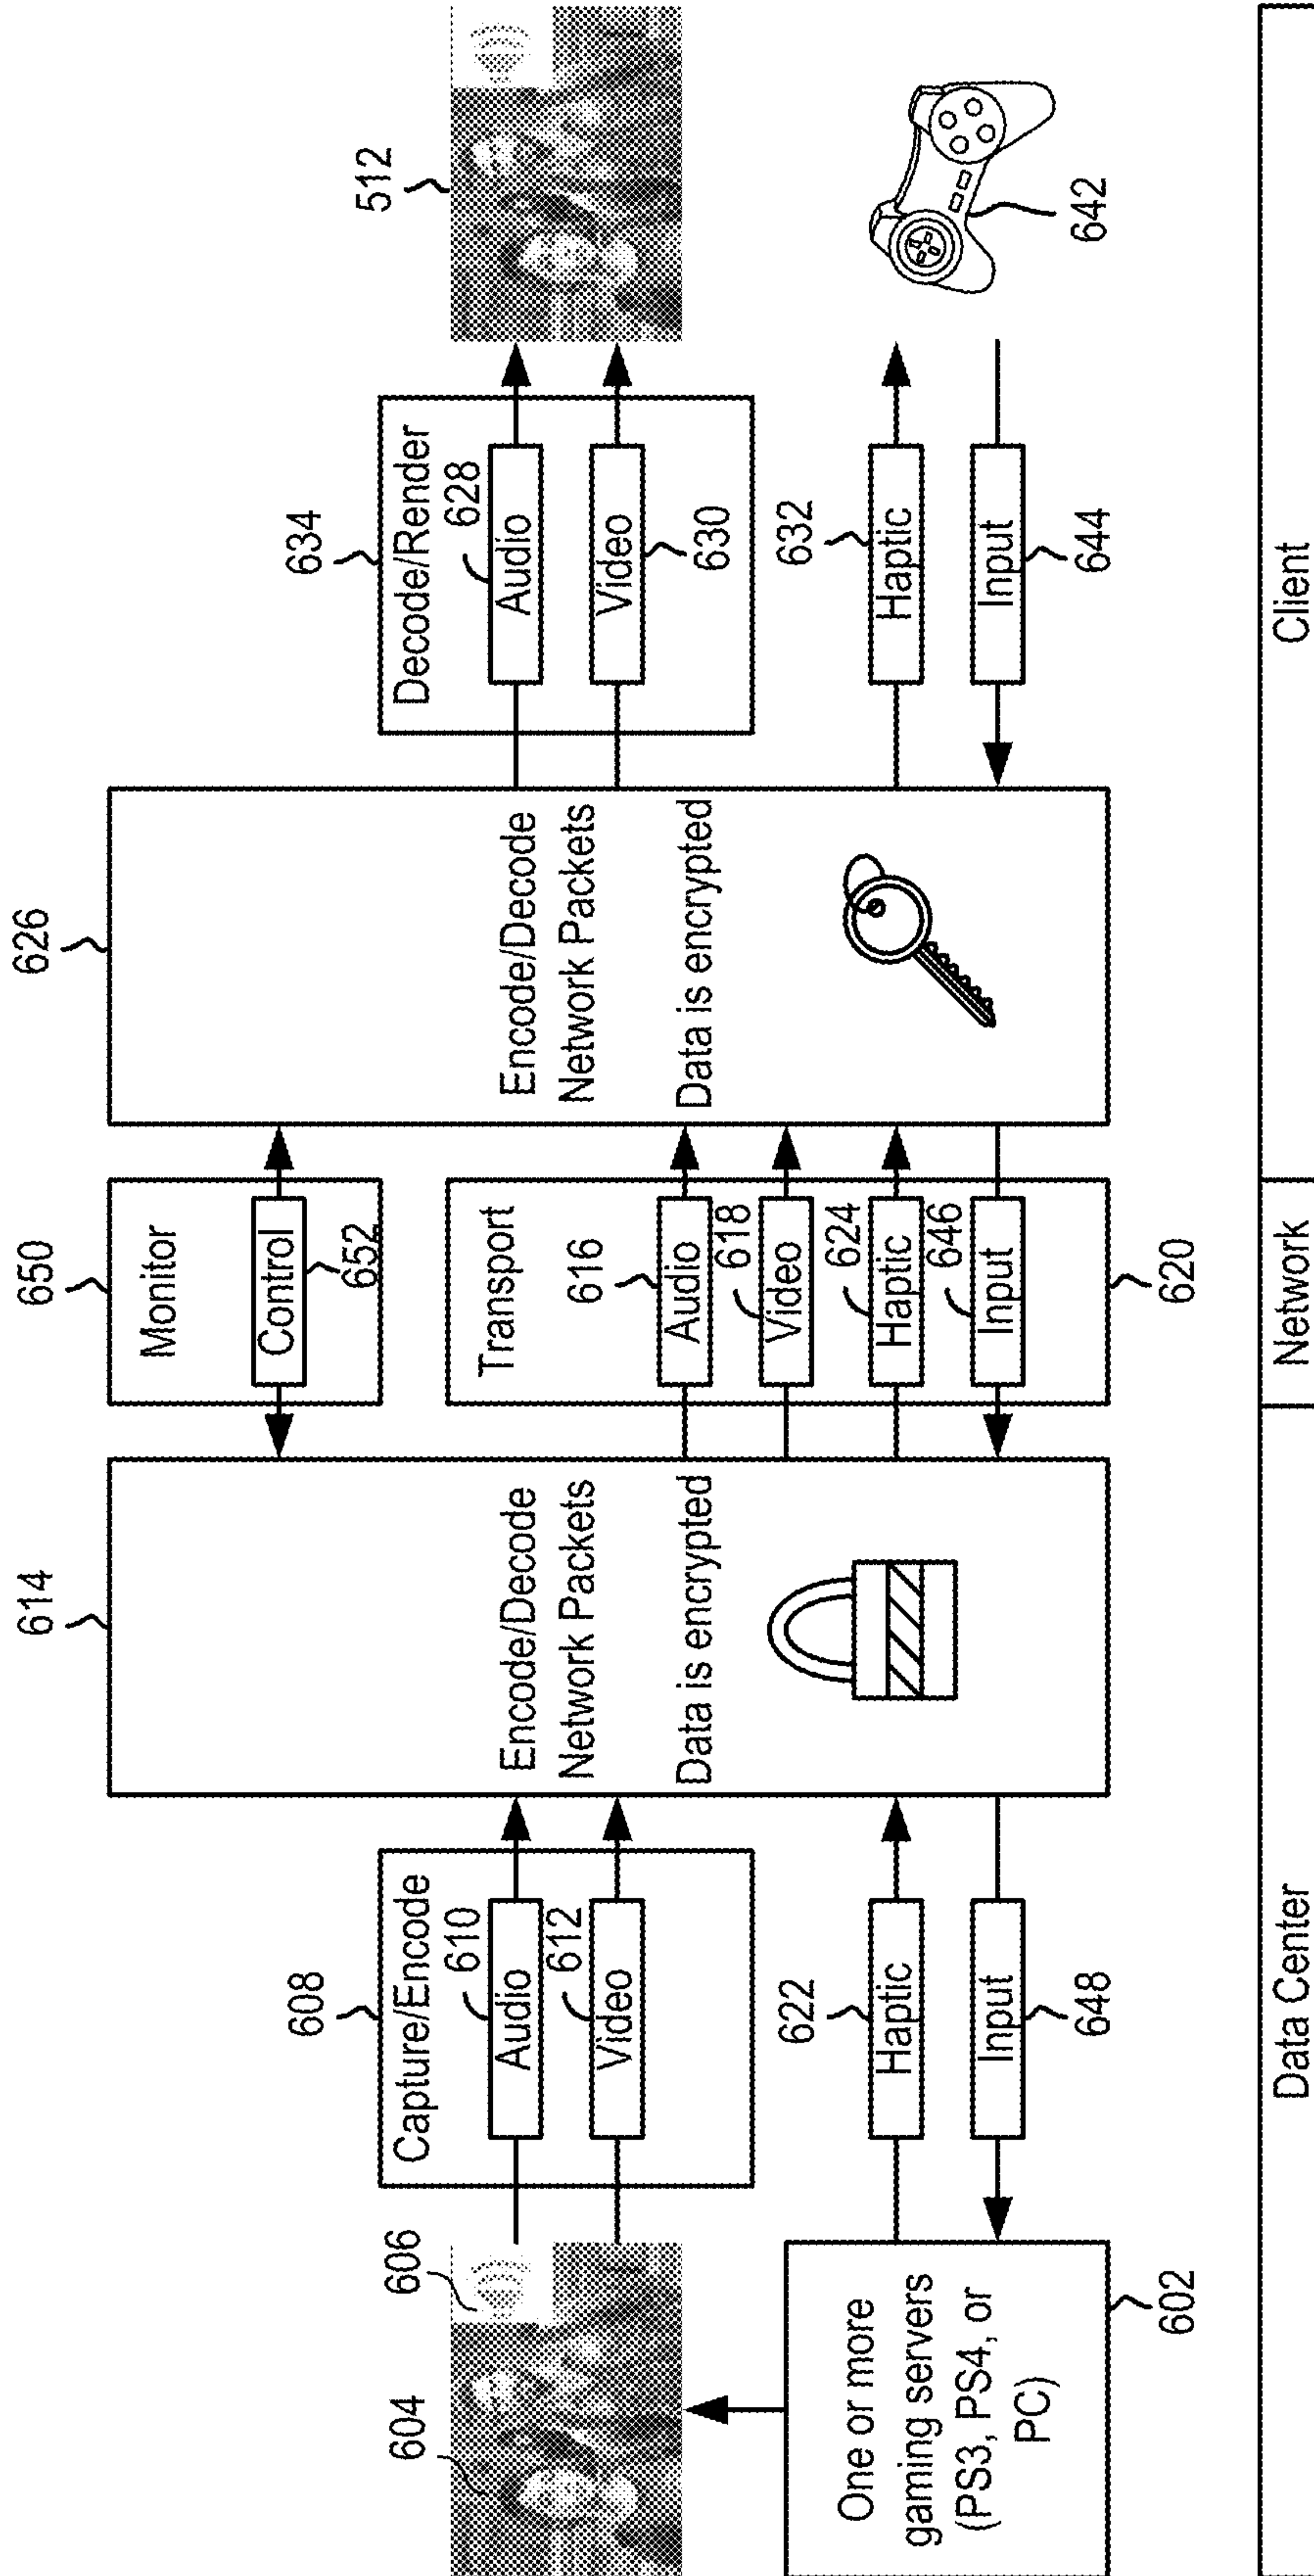 604
606
One or more
gaming servers
(PS3, PS4, or
PC)
602
608
Capture/Encode
610
Audio
612
Video
622
Haptic
Input
648
614
Encode/Decode
Network Packets
Data is encrypted
650
Monitor
Control
652
Transport
616
Audio
618
Video
624
Haptic
646
Input
620
626
Encode/Decode
Network Packets
Data is encrypted
634
Decode/Render
628
Audio
Video
630
632
Haptic
Input
644
512
642
Data Center
Network
Client